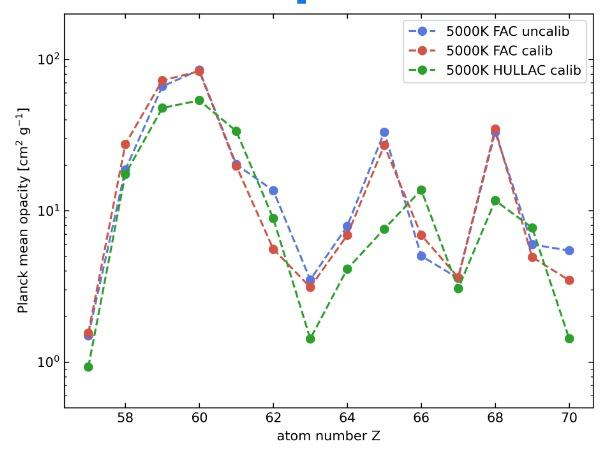 5000K FAC uncalib
5000K FAC calib
5000K HULLAC calib
Planck mean opacity [cm² g⁻¹]
10²
10¹
10⁰
58 60 62 64 66 68 70
atom number Z